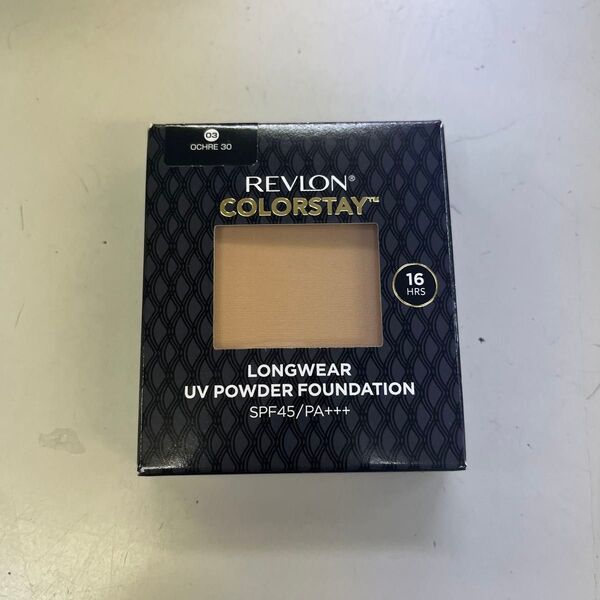 03
OCHRE 30
REVLON®
COLORSTAY™
16
HRS
LONGWEAR
UV POWDER FOUNDATION
SPF45/PA+++